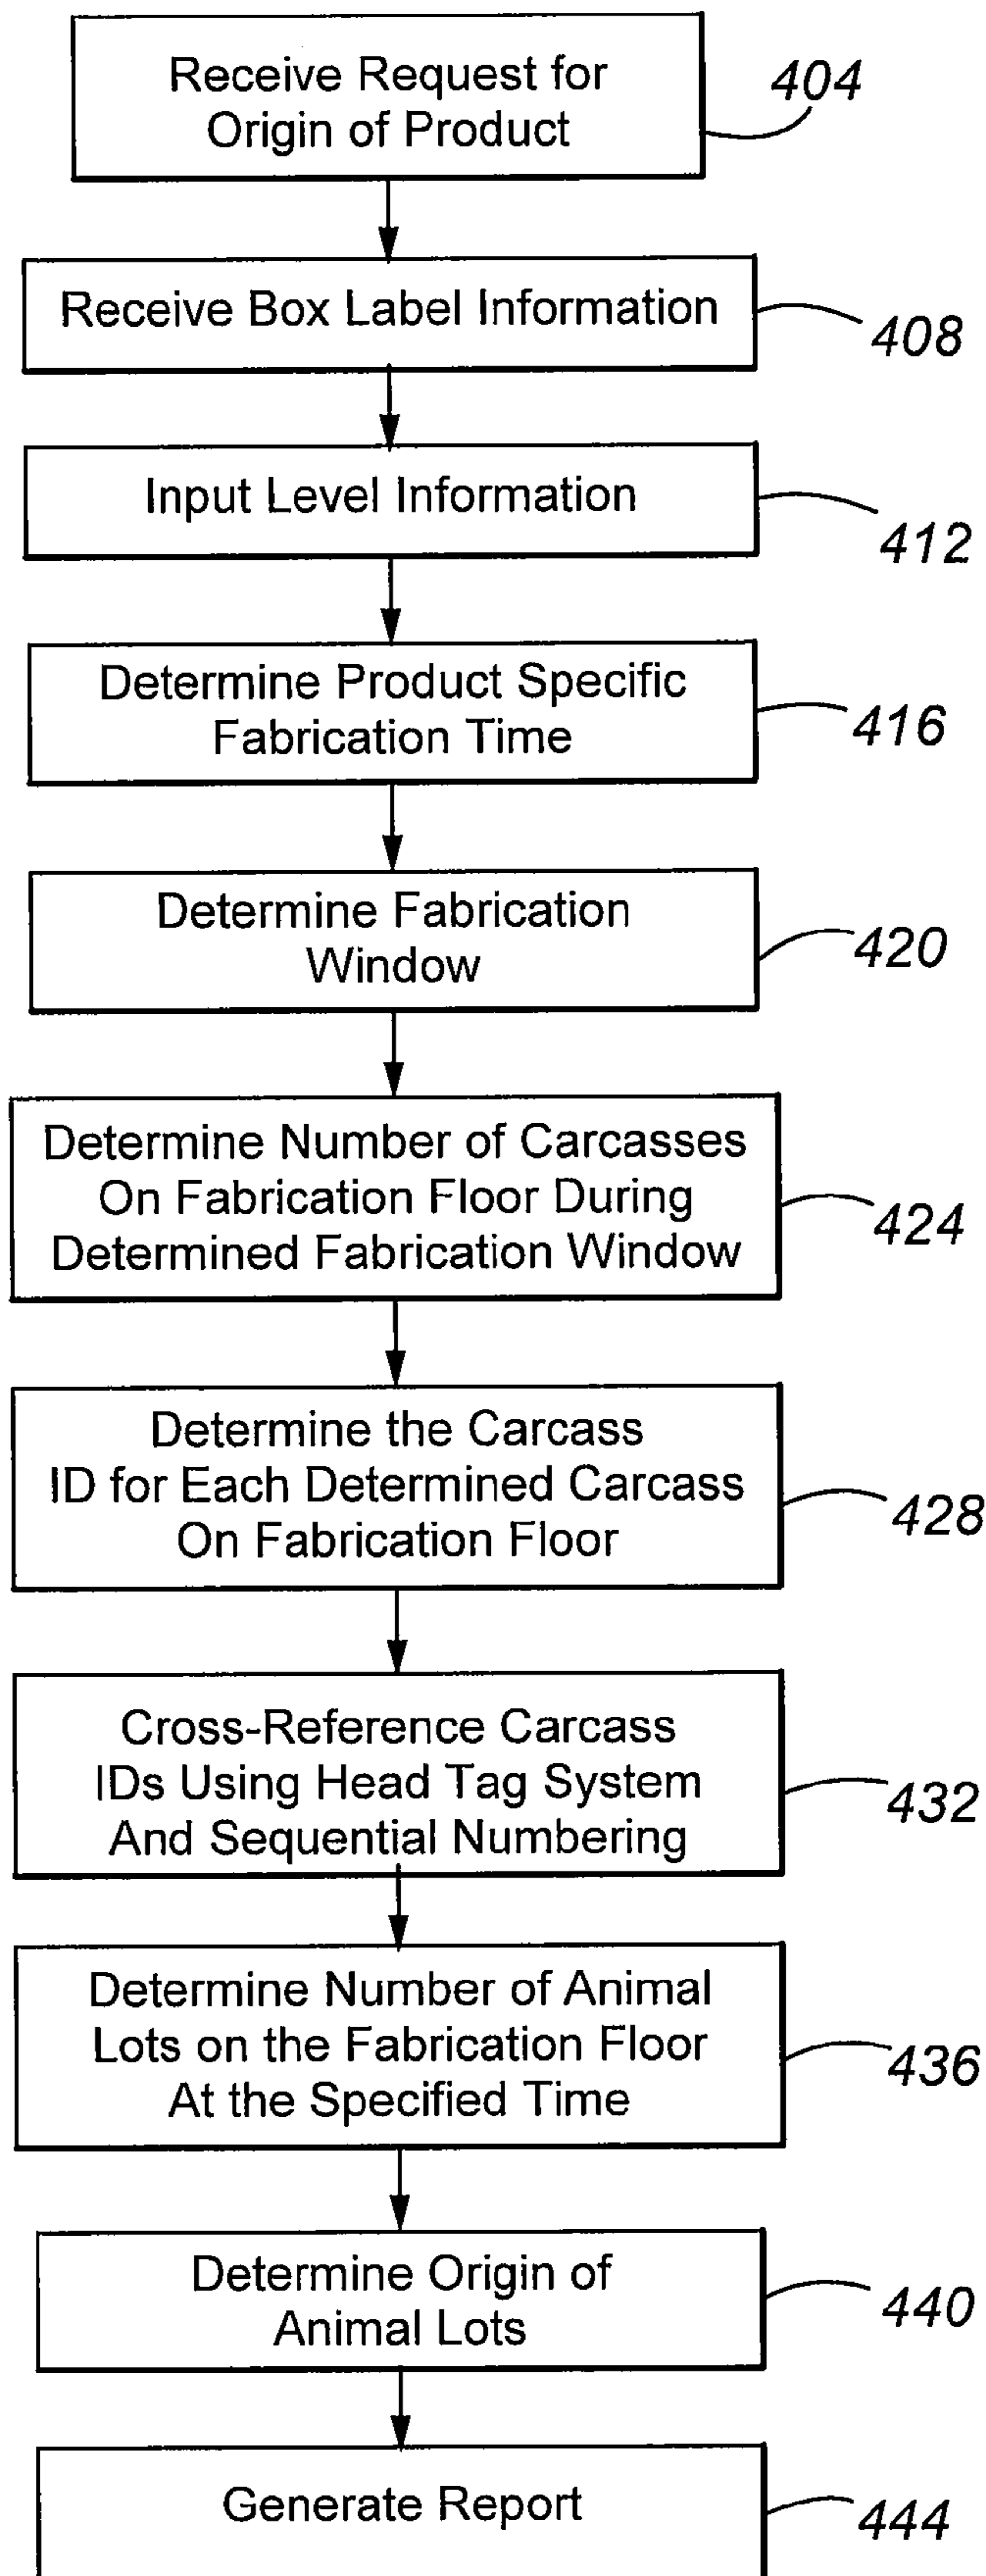 Receive Request for
Origin of Product
404
Receive Box Label Information
408
Input Level Information
412
Determine Product Specific
Fabrication Time
416
Determine Fabrication
Window
420
Determine Number of Carcasses
On Fabrication Floor During
Determined Fabrication Window
424
Determine the Carcass
ID for Each Determined Carcass
On Fabrication Floor
428
Cross-Reference Carcass
IDs Using Head Tag System
And Sequential Numbering
432
Determine Number of Animal
Lots on the Fabrication Floor
At the Specified Time
436
Determine Origin of
Animal Lots
440
Generate Report
444